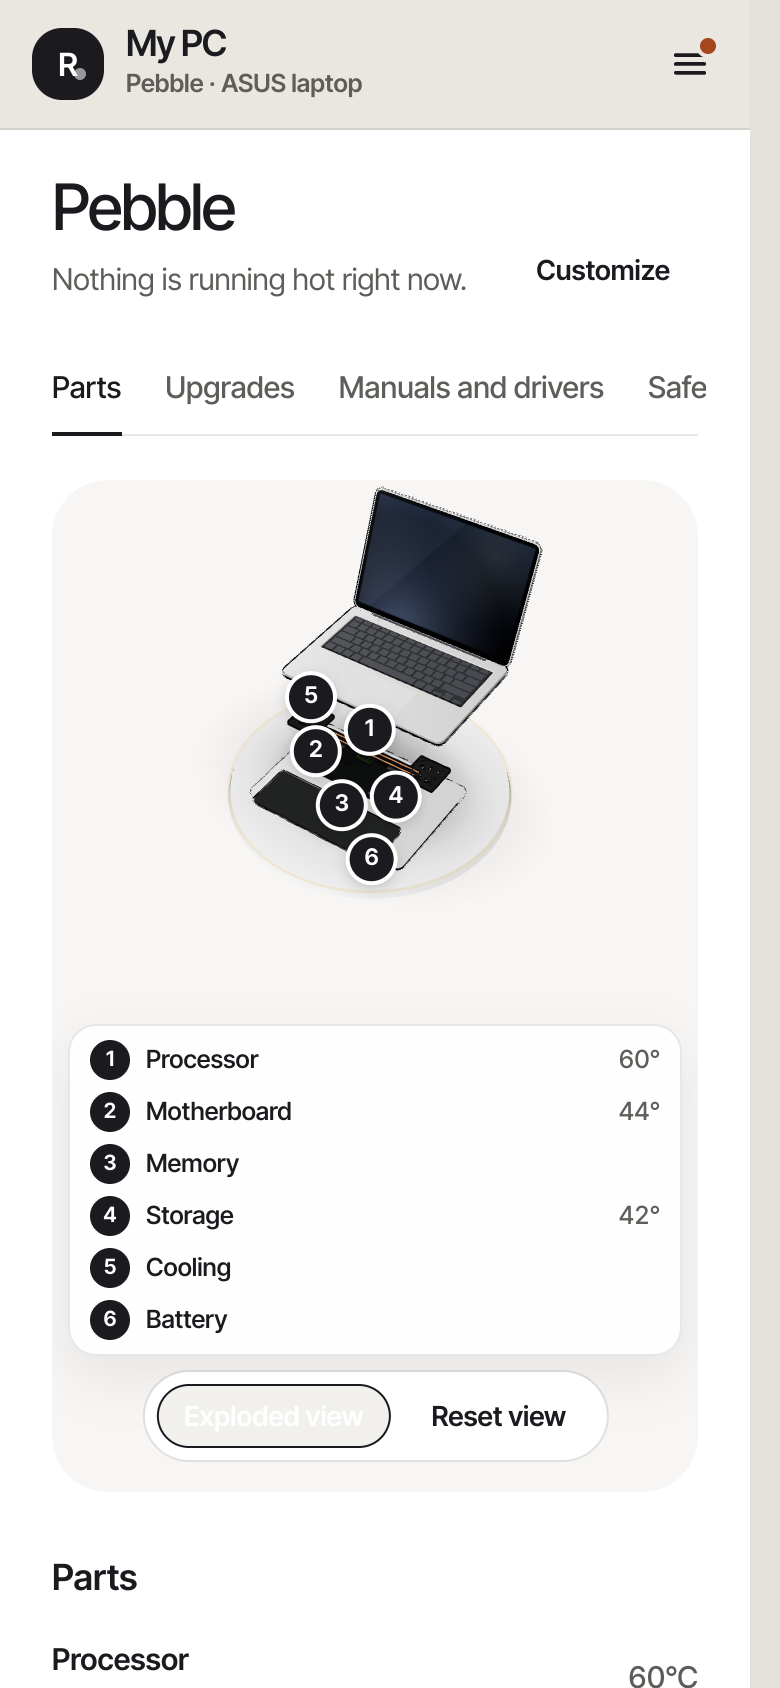 R.
My PC
Pebble · ASUS laptop
Pebble
Nothing is running hot right now.
Customize
Parts Upgrades Manuals and drivers Safe
5
1
2
3
4
6
1 Processor 60°
2 Motherboard 44°
3 Memory
4 Storage 42°
5 Cooling
6 Battery
Exploded view Reset view
Parts
Processor
60°C